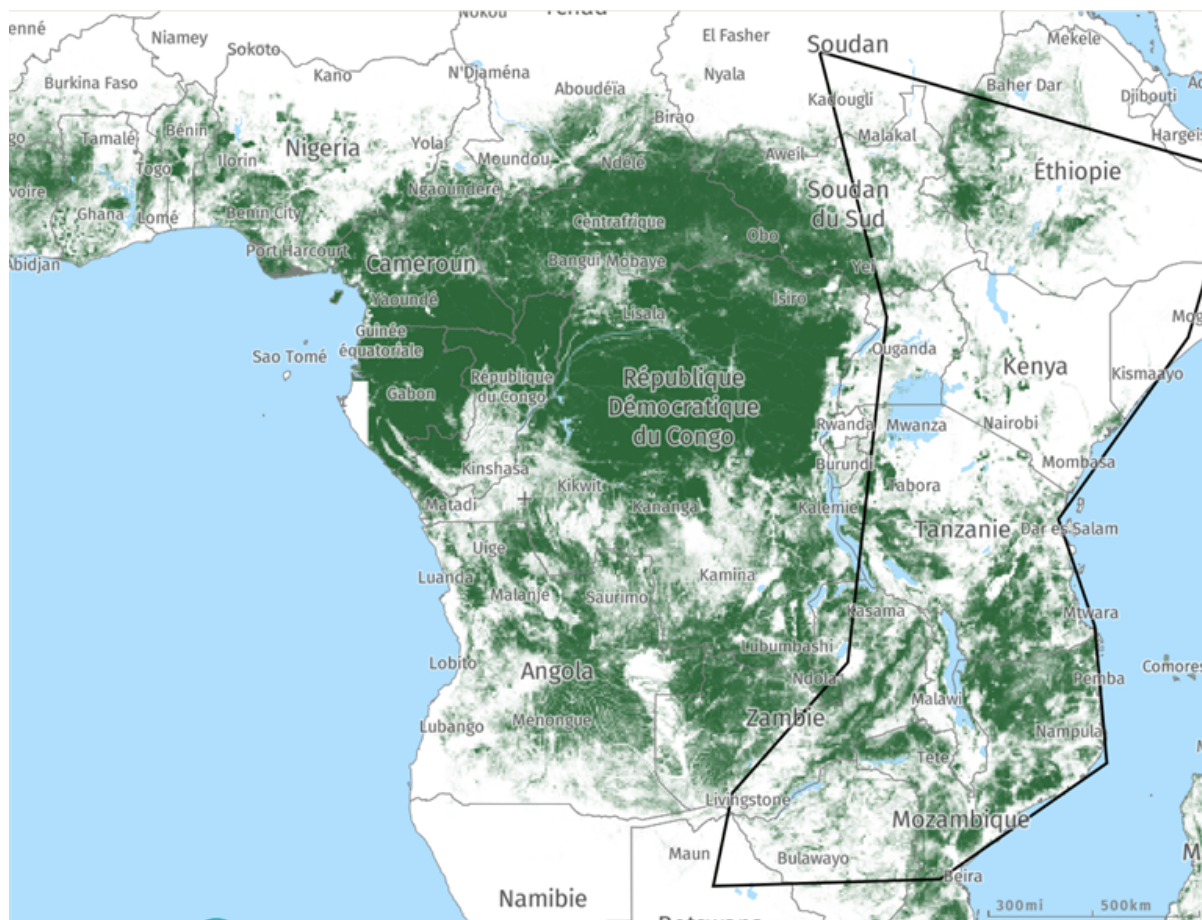 Niamey
Sokoto
Kano
Burkina Faso
N'Djaména
Aboudéïa
El Fasher
Nyala
Soudan
Mekele
Baher Dar
Djibouti
Kadougli
Hargeis
Tamalé
Bénin
Togo
Ilorin
Nigeria
Yola
Moundou
Ndélé
Birao
Aweil
Malakal
Éthiopie
Ngaoundéré
Soudan
du Sud
Ghana
Lomé
Benin City
Centrafrique
Obo
Abidjan
Port Harcourt
Cameroun
Bangui
Mobaye
Yei
Yaoundé
Isiro
Lisala
Mog
Guinée
équatoriale
Sao Tomé
Ouganda
Kenya
Kismaayo
Gabon
République
du Congo
République
Démocratique
du Congo
Rwanda
Mwanza
Nairobi
Kinshasa
Burundi
Mombasa
Kikwit
Tabora
Matadi
Kananga
Kalemie
Tanzanie
Dar es Salam
Uige
Luanda
Malanje
Saurimo
Kamina
Kasama
Mtwara
Lobito
Angola
Lubumbashi
Ndola
Pemba
Comores
Lubango
Menongue
Zambie
Malawi
Nampula
Tete
Livingstone
Mozambique
Maun
Bulawayo
Beira
Namibie
300mi
500km